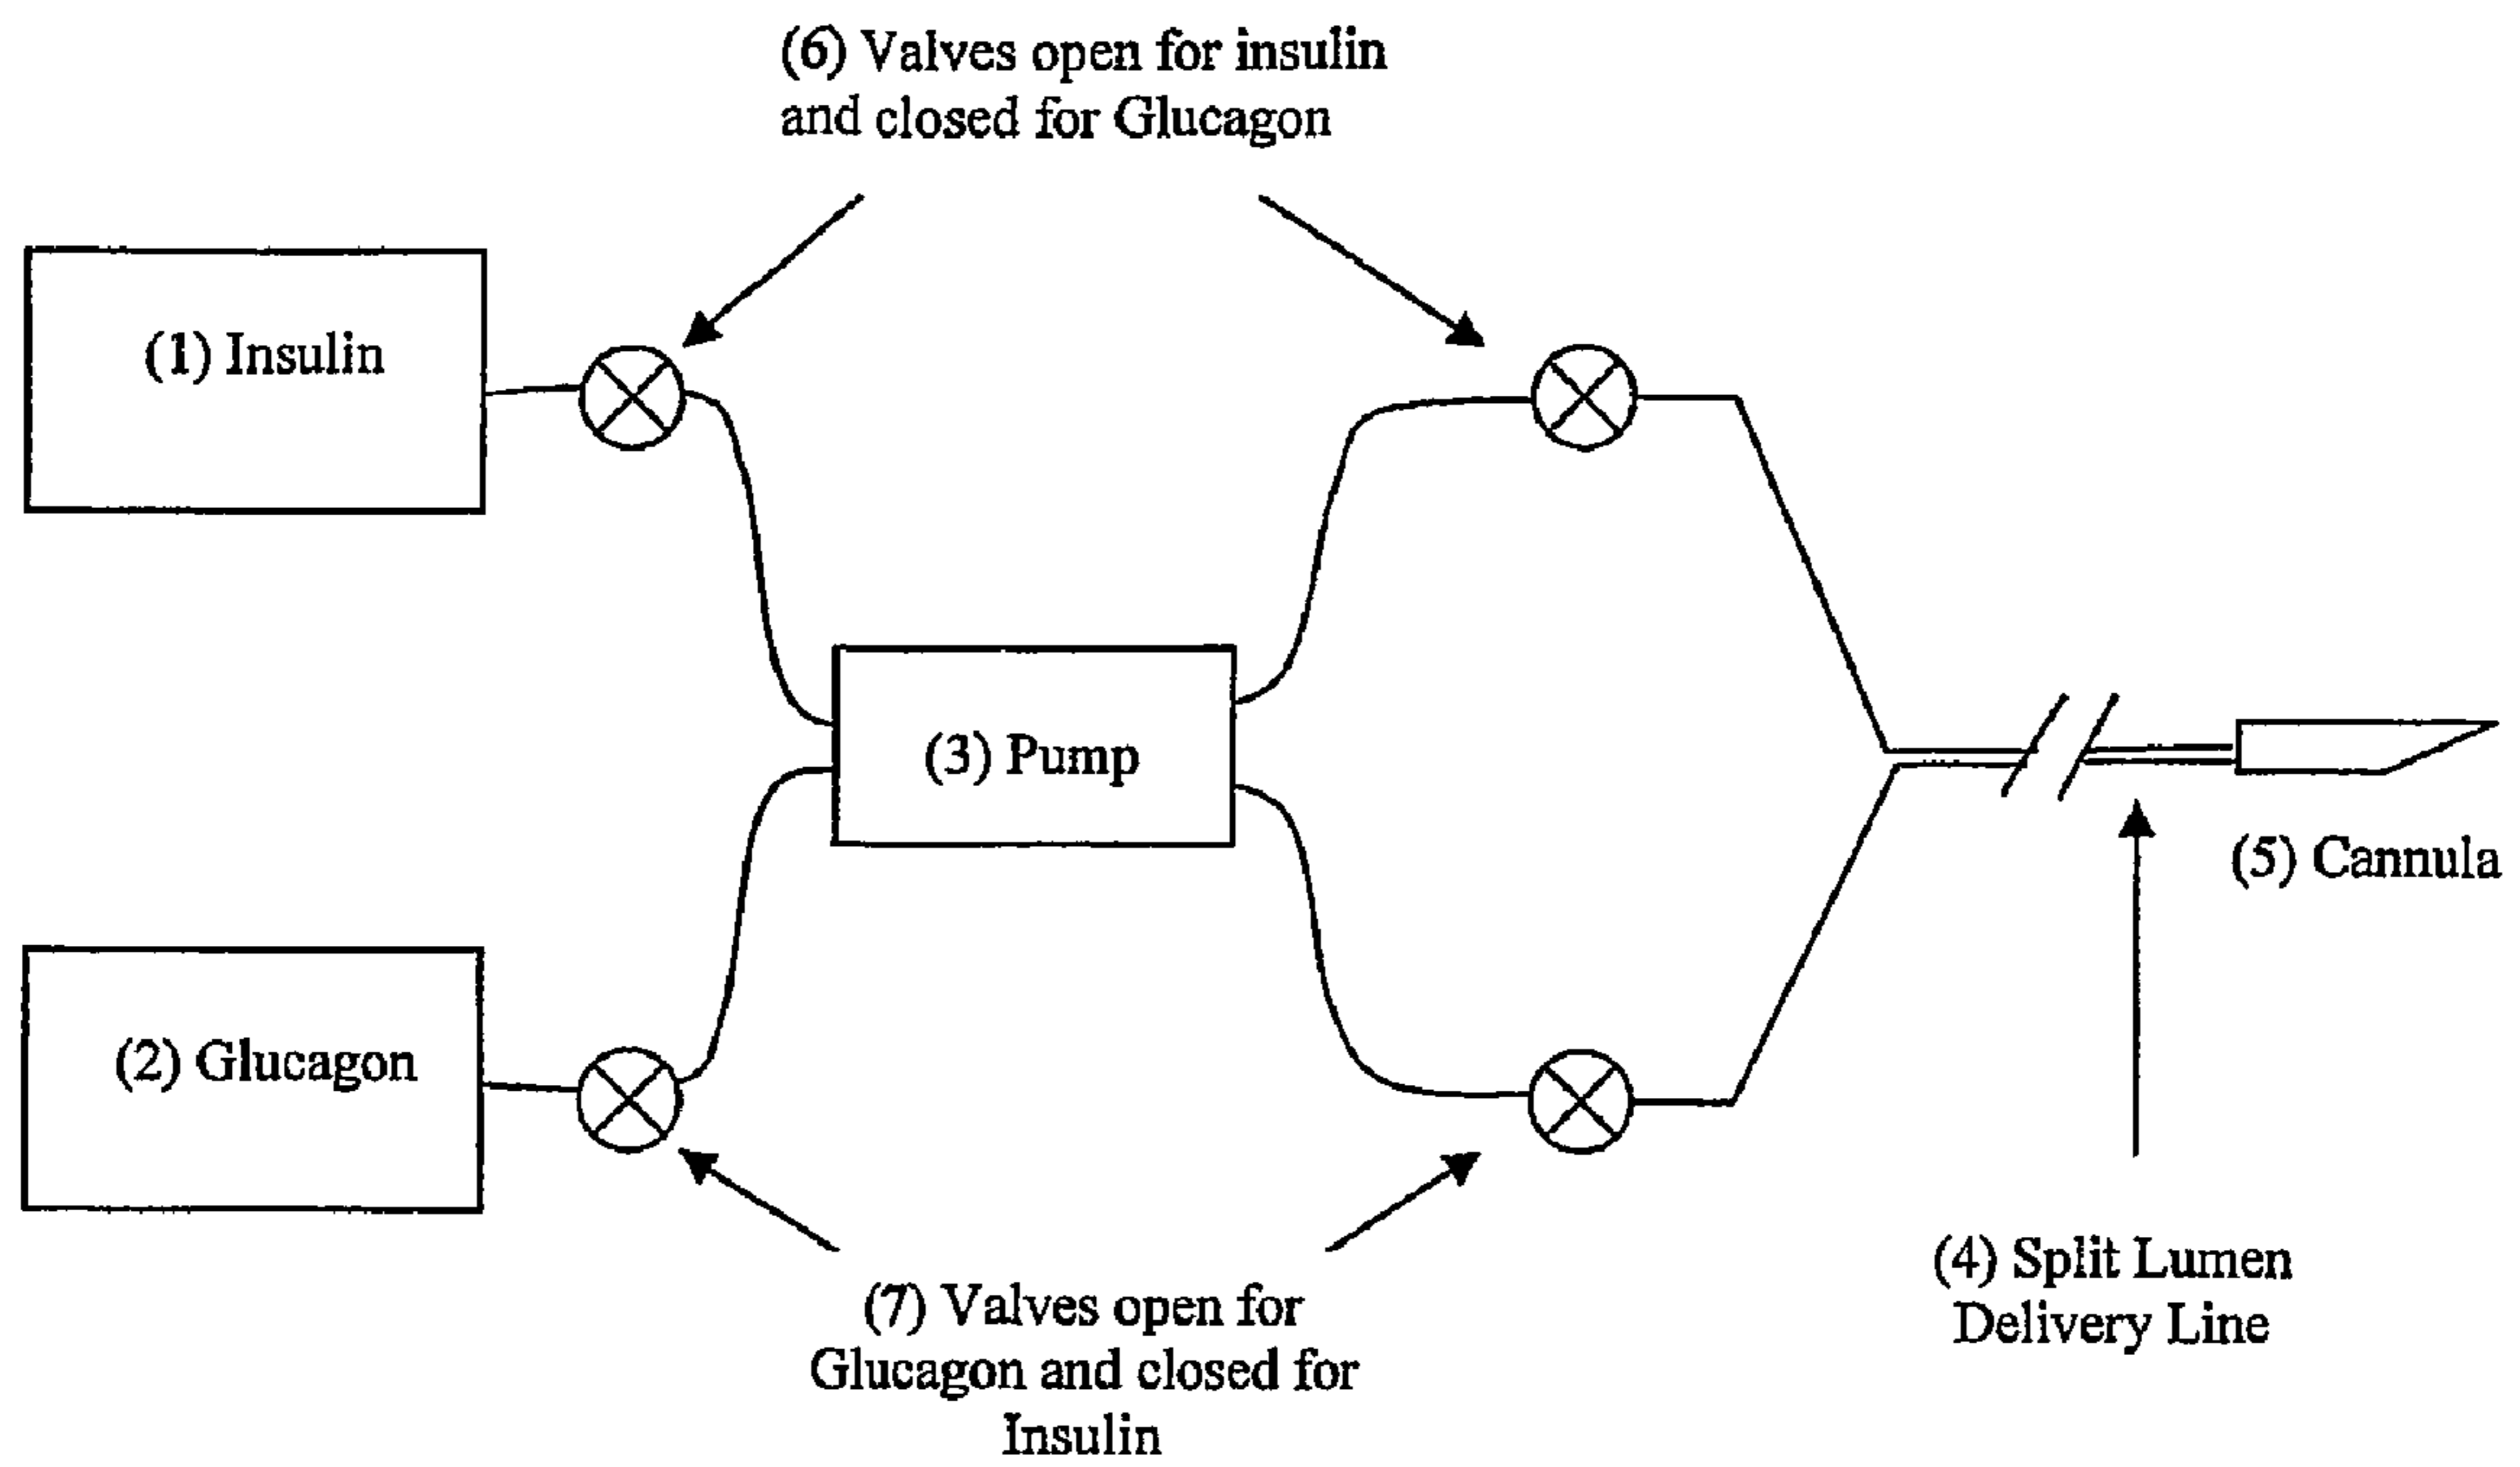 (6) Valves open for insulin
and closed for Glucagon
(1) Insulin
(3) Pump
(5) Cannula
(2) Glucagon
(4) Split Lumen
Delivery Line
(7) Valves open for
Glucagon and closed for
Insulin